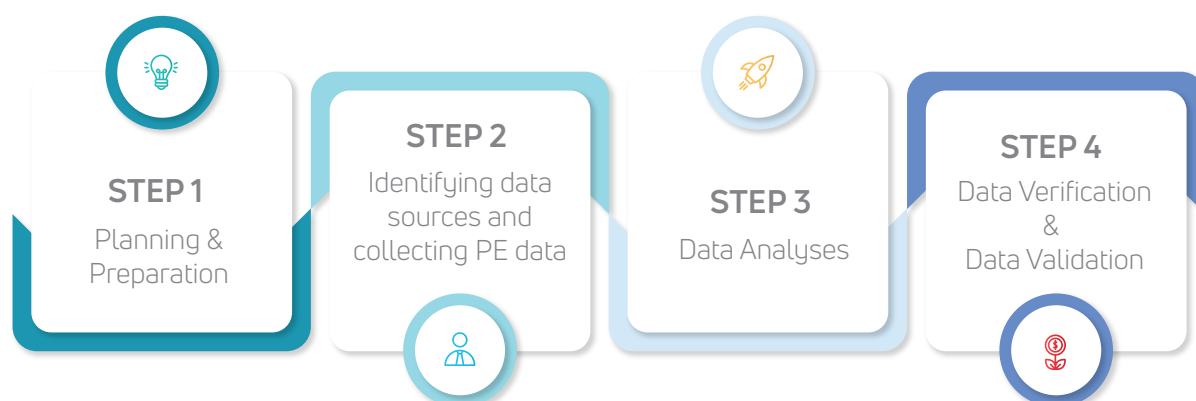 STEP 1
Planning &
Preparation
STEP 2
Identifying data
sources and
collecting PE data
STEP 3
Data Analyses
STEP 4
Data Verification
&
Data Validation
$